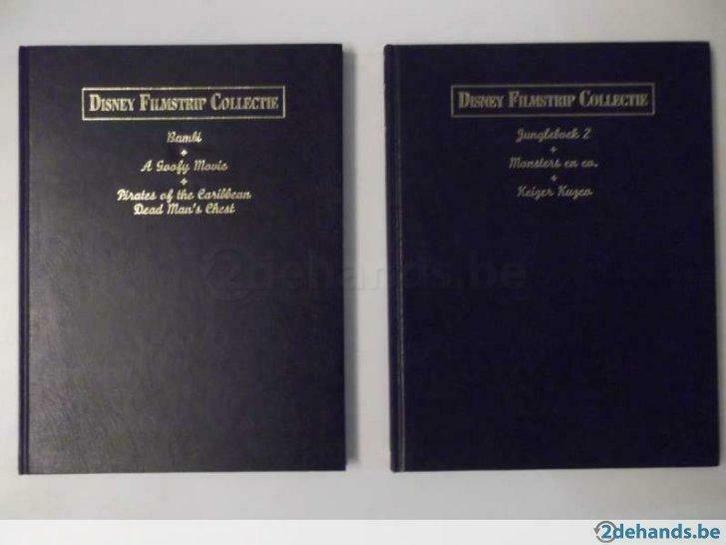 DISNEY FILMSTRIP COLLECTIE
Bambi
+
A Goofy Movie
+
Pirates of the Caribbean
Dead Man's Chest
DISNEY FILMSTRIP COLLECTIE
Jungleboek 2
+
Monsters en co.
+
Keizer Kuzco
2dehands.be
2dehands.be